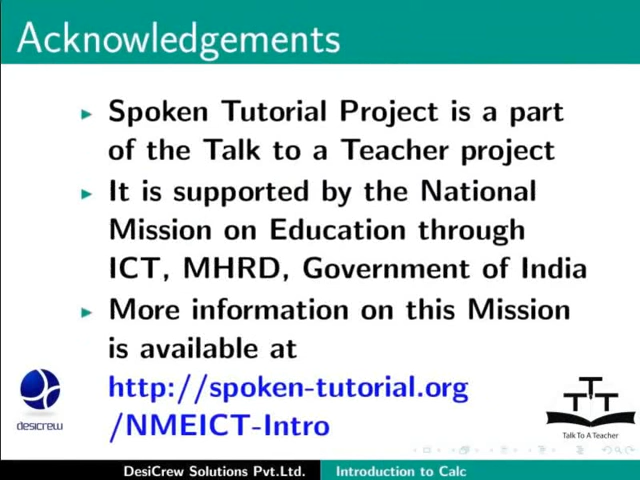 Acknowledgements
Spoken Tutorial Project is a part
of the Talk to a Teacher project
It is supported by the National
Mission on Education through
ICT, MHRD, Government of India
More information on this Mission
is available at
http://spoken-tutorial.org
/NMEICT-Intro
desicrew
T T T
Talk To A Teacher
DesiCrew Solutions Pvt.Ltd.
Introduction to Calc